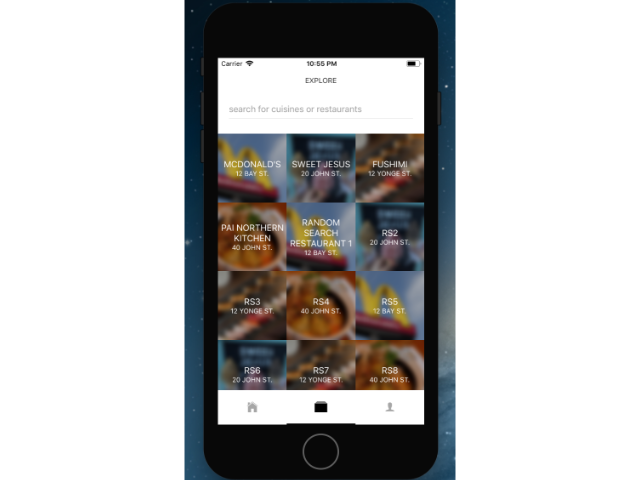 Carrier 10:55 PM
EXPLORE
search for cuisines or restaurants
MCDONALD'S
12 BAY ST.
SWEET JESUS
20 JOHN ST.
FUSHIMI
12 YONGE ST.
PAI NORTHERN
KITCHEN
40 JOHN ST.
RANDOM
SEARCH
RESTAURANT 1
12 BAY ST.
RS2
20 JOHN ST.
RS3
12 YONGE ST.
RS4
40 JOHN ST.
RS5
12 BAY ST.
RS6
20 JOHN ST.
RS7
12 YONGE ST.
RS8
40 JOHN ST.